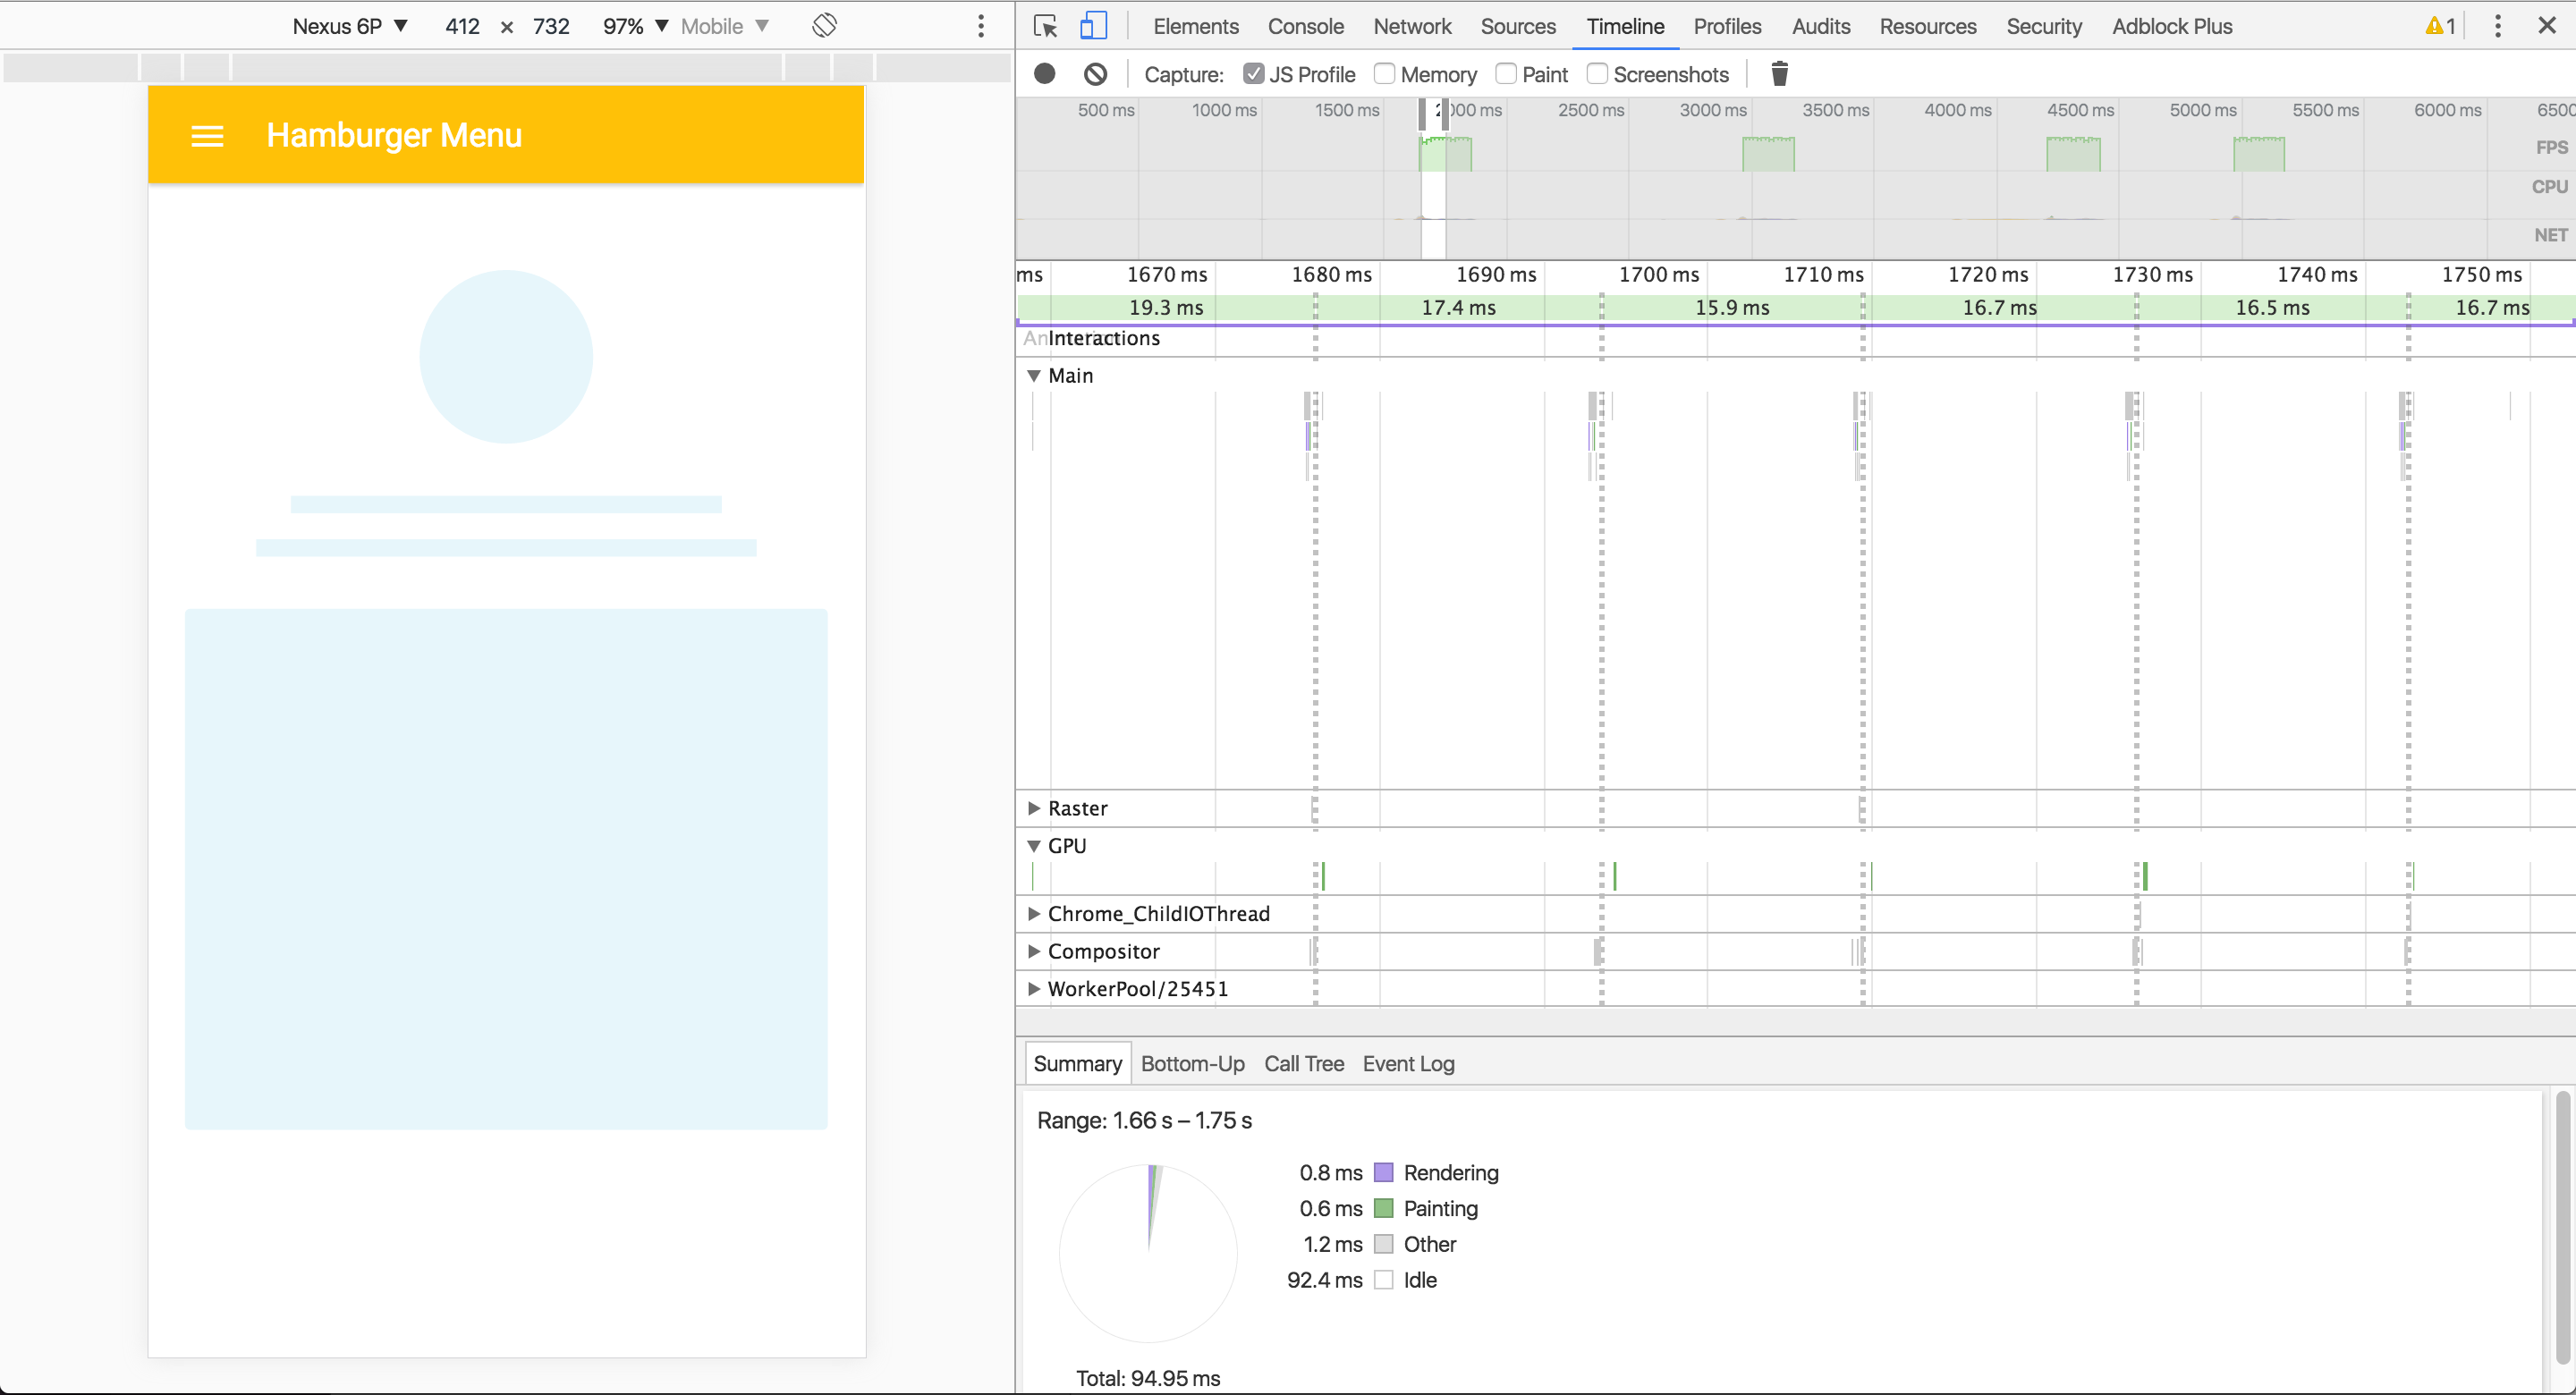 Nexus 6P ▼ 412 × 732 97% ▼ Mobile ▼
Hamburger Menu
Elements Console Network Sources Timeline Profiles Audits Resources Security Adblock Plus 1
Capture: JS Profile Memory Paint Screenshots
500 ms 1000 ms 1500 ms 2000 ms 2500 ms 3000 ms 3500 ms 4000 ms 4500 ms 5000 ms 5500 ms 6000 ms 6500
FPS
CPU
NET
ms 1670 ms 1680 ms 1690 ms 1700 ms 1710 ms 1720 ms 1730 ms 1740 ms 1750 ms
19.3 ms 17.4 ms 15.9 ms 16.7 ms 16.5 ms 16.7 ms
Interactions
Main
Raster
GPU
Chrome_ChildIOThread
Compositor
WorkerPool/25451
Summary Bottom-Up Call Tree Event Log
Range: 1.66 s – 1.75 s
0.8 ms Rendering
0.6 ms Painting
1.2 ms Other
92.4 ms Idle
Total: 94.95 ms